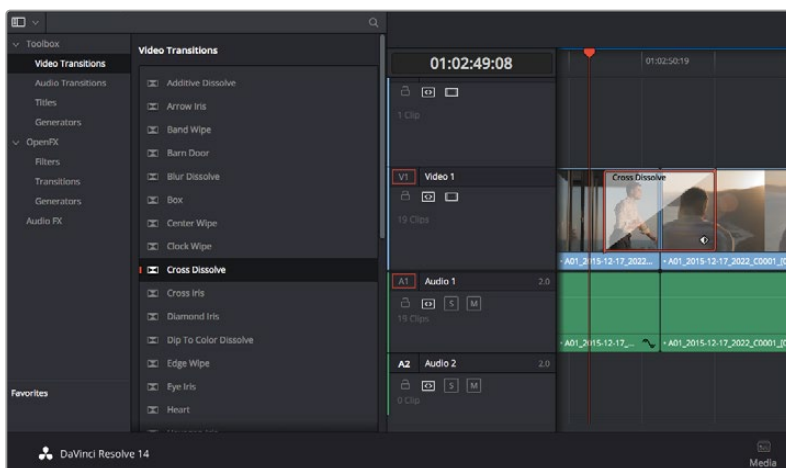 Toolbox
Video Transitions
Audio Transitions
Titles
Generators
OpenFX
Filters
Transitions
Generators
Audio FX
Favorites
Video Transitions
Additive Dissolve
Arrow Iris
Band Wipe
Barn Door
Blur Dissolve
Box
Center Wipe
Clock Wipe
Cross Dissolve
Cross Iris
Diamond Iris
Dip To Color Dissolve
Edge Wipe
Eye Iris
Heart
01:02:49:08
1 Clip
V1 Video 1
19 Clips
A1 Audio 1 2.0
S M
19 Clips
A2 Audio 2 2.0
S M
0 Clip
01:02:50:19
Cross Dissolve
A01_2015-12-17_2022...
A01_2015-12-17_2022_C0001_[0
A01_2015-12-17_...
A01_2015-12-17_2022_C0001_[0
DaVinci Resolve 14
Media